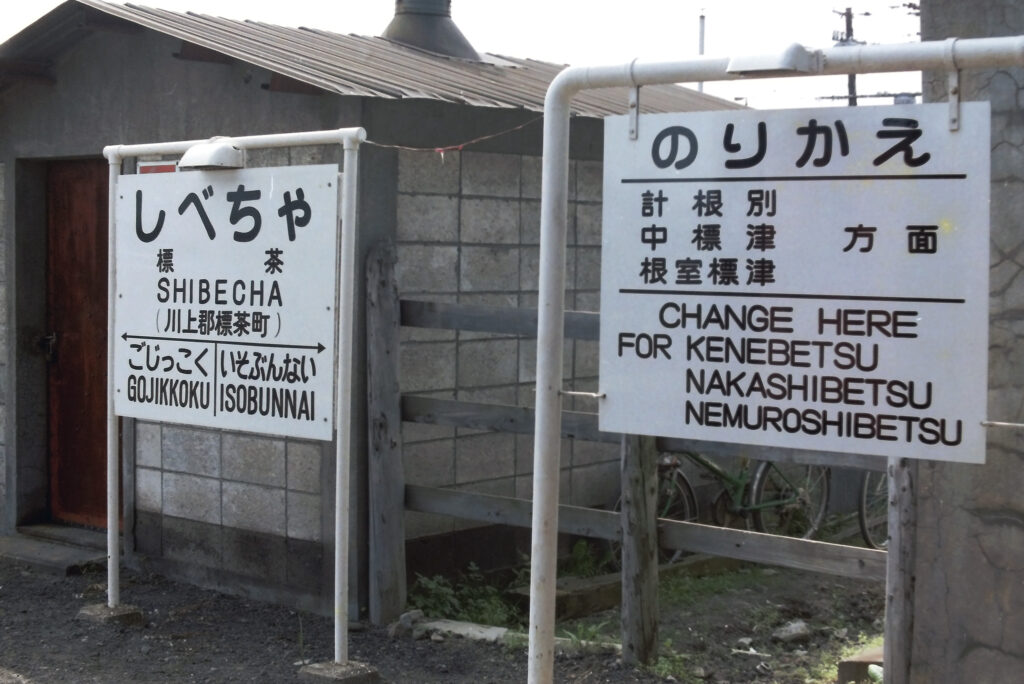 しべちゃ
標 茶
SHIBECHA
(川上郡標茶町)
ごじっこく いそぶんない
GOJIKKOKU ISOBUNNAI
のりかえ
計根別
中標津 方面
根室標津
CHANGE HERE
FOR KENEBETSU
NAKASHIBETSU
NEMUROSHIBETSU